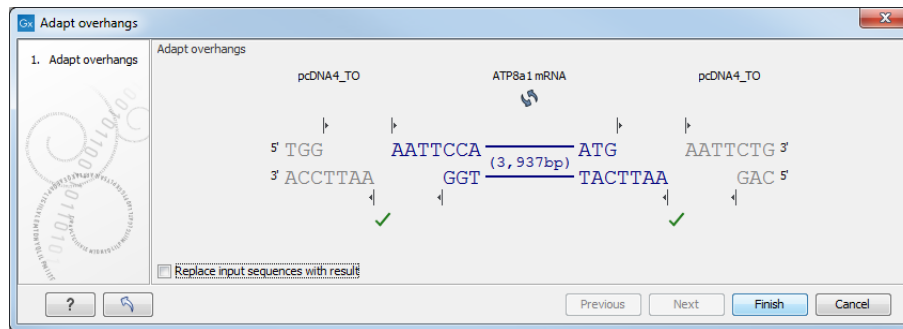 Gx Adapt overhangs
1. Adapt overhangs
Adapt overhangs
pcDNA4_TO ATP8a1 mRNA pcDNA4_TO
5' TGG AATTCCA ATG AATTCTG 3'
(3,937bp)
3' ACCTTAA GGT TACTTAA GAC 5'
Replace input sequences with result
? Previous Next Finish Cancel